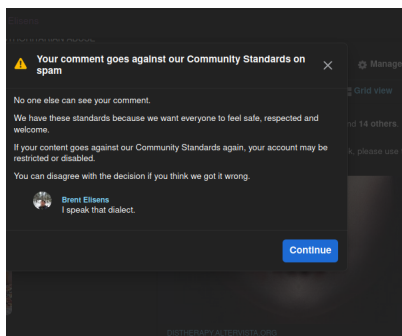 Elisens
Your comment goes against our Community Standards on
spam
Manage
No one else can see your comment.
Grid view
We have these standards because we want everyone to feel safe, respected and
welcome.
nd 14 others
If your content goes against our Community Standards again, your account may be
restricted or disabled.
k, please use
You can disagree with the decision if you think we got it wrong.
Brent Elisens
I speak that dialect.
Continue
DISTHERAPY.ALTERVISTA.ORG